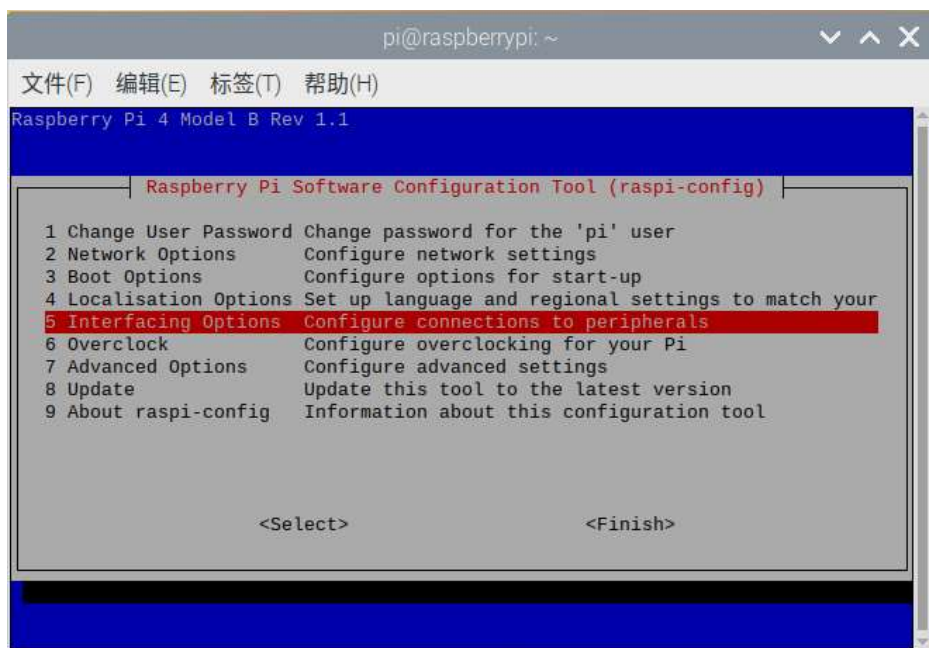 pi@raspberrypi: ~
文件(F) 编辑(E) 标签(T) 帮助(H)
Raspberry Pi 4 Model B Rev 1.1
Raspberry Pi Software Configuration Tool (raspi-config)
1 Change User Password Change password for the 'pi' user
2 Network Options Configure network settings
3 Boot Options Configure options for start-up
4 Localisation Options Set up language and regional settings to match your
5 Interfacing Options Configure connections to peripherals
6 Overclock Configure overclocking for your Pi
7 Advanced Options Configure advanced settings
8 Update Update this tool to the latest version
9 About raspi-config Information about this configuration tool
<Select> <Finish>